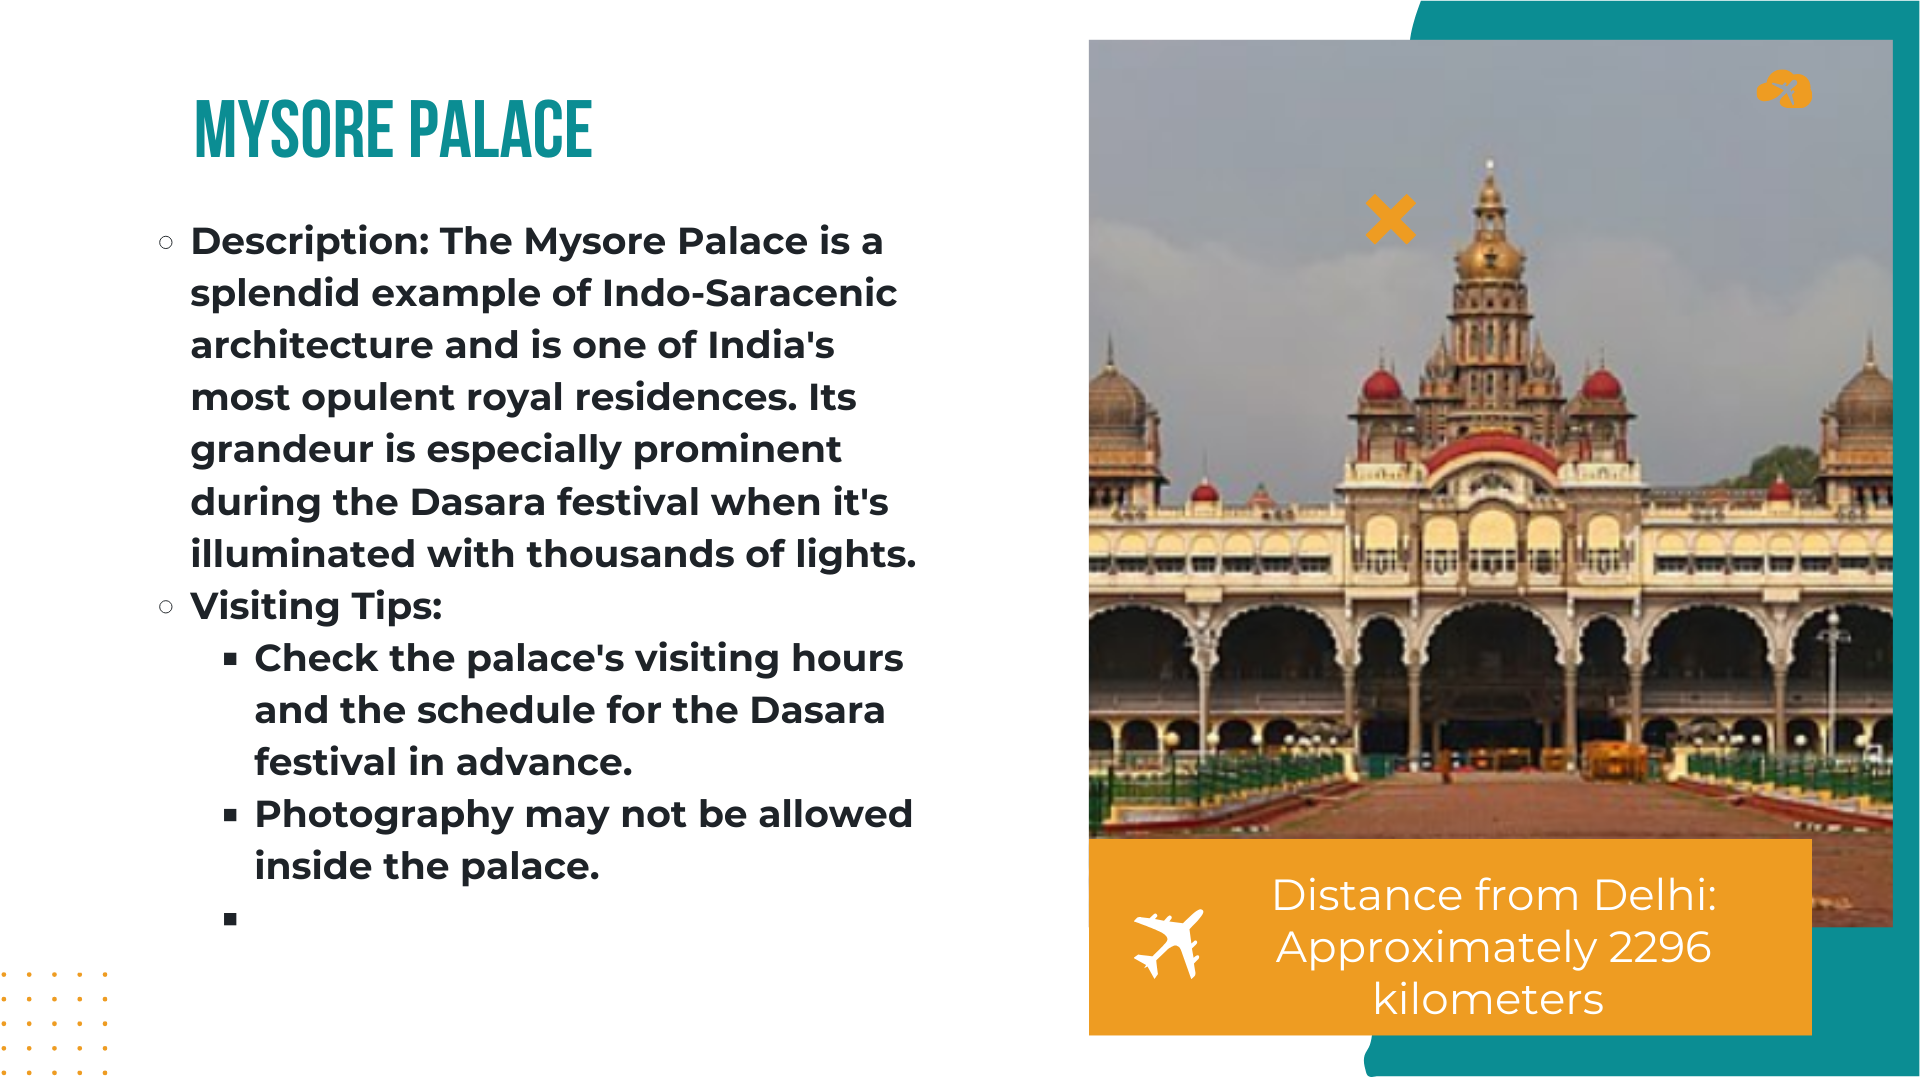 MYSORE PALACE
Description: The Mysore Palace is a
splendid example of Indo-Saracenic
architecture and is one of India's
most opulent royal residences. Its
grandeur is especially prominent
during the Dasara festival when it's
illuminated with thousands of lights.
Visiting Tips:
Check the palace's visiting hours
and the schedule for the Dasara
festival in advance.
Photography may not be allowed
inside the palace.
Distance from Delhi:
Approximately 2296
kilometers